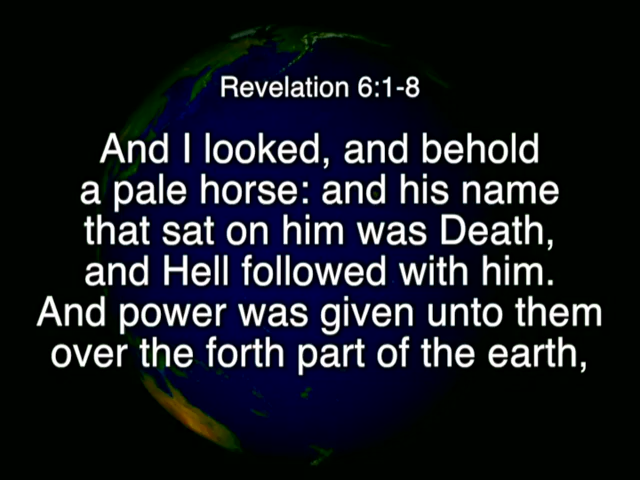 Revelation 6:1-8
And I looked, and behold
a pale horse: and his name
that sat on him was Death,
and Hell followed with him.
And power was given unto them
over the forth part of the earth,